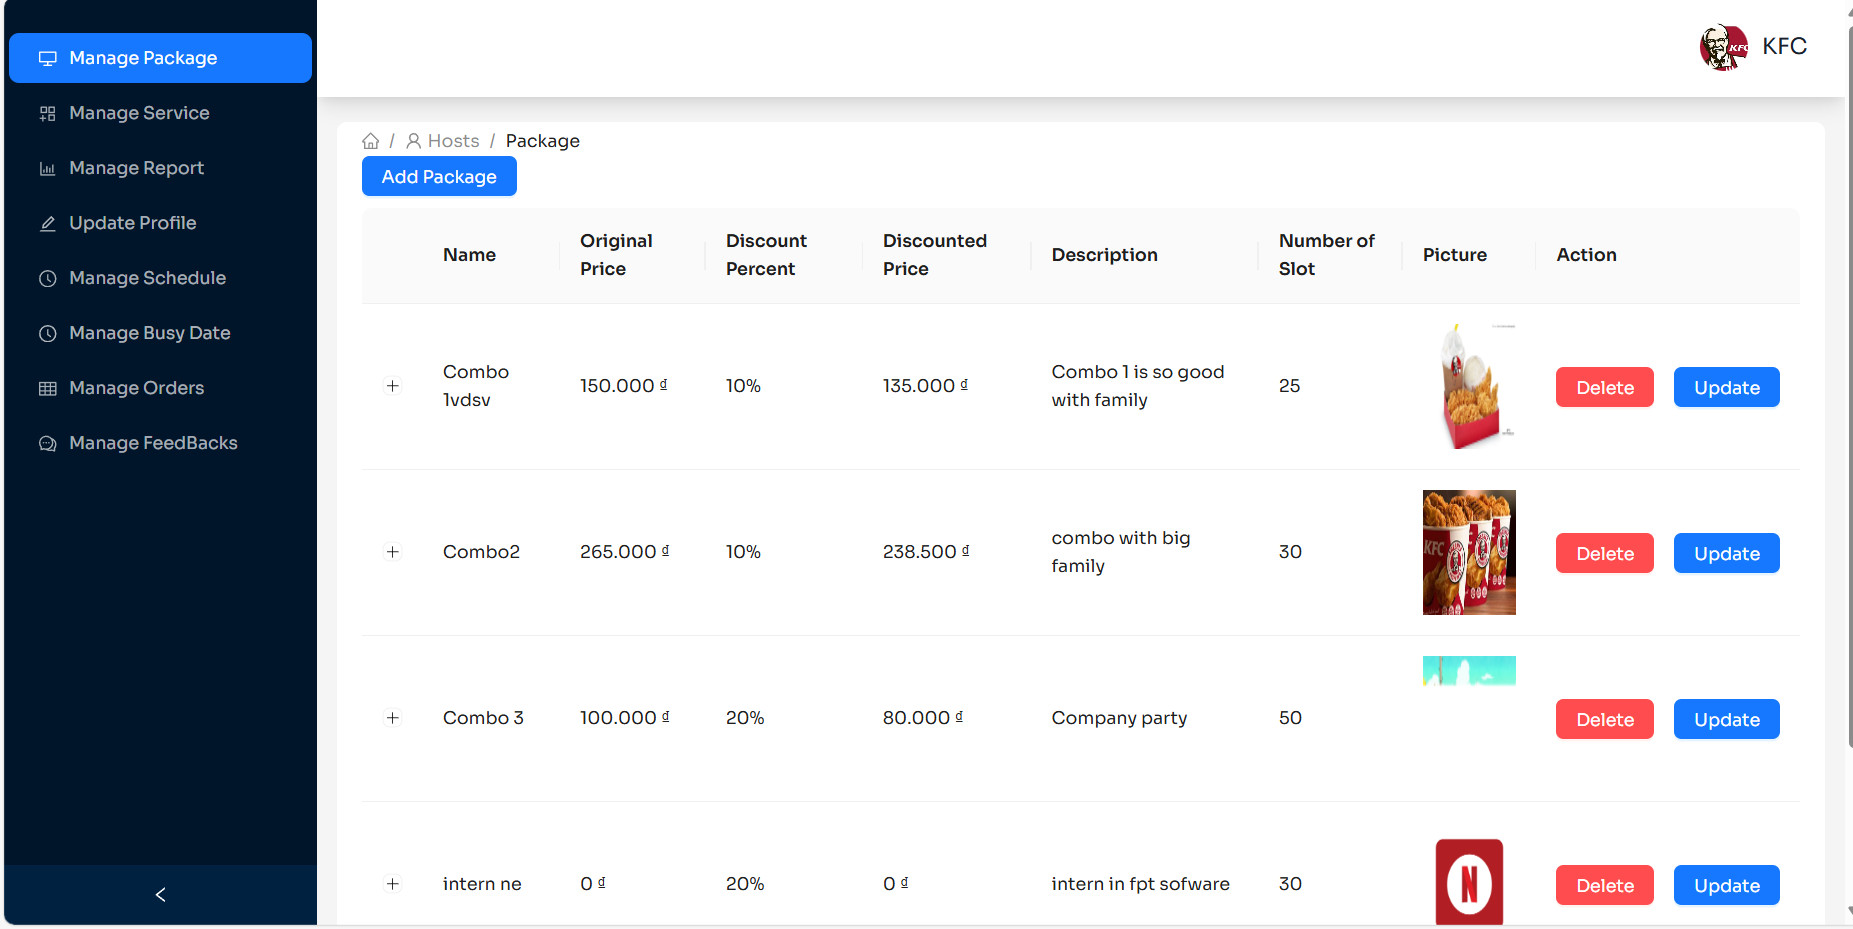 KFC
KFC
Manage Package
Manage Service
Manage Report
Update Profile
Manage Schedule
Manage Busy Date
Manage Orders
Manage FeedBacks
/ Hosts / Package
Add Package
Name
Original
Price
Discount
Percent
Discounted
Price
Description
Number of
Slot
Picture
Action
Combo
1vdsv
150.000 ₫
10%
135.000 ₫
Combo 1 is so good
with family
25
Delete
Update
Combo2
265.000 ₫
10%
238.500 ₫
combo with big
family
30
KFC
Delete
Update
Combo 3
100.000 ₫
20%
80.000 ₫
Company party
50
Delete
Update
intern ne
0 ₫
20%
0 ₫
intern in fpt sofware
30
N
Delete
Update